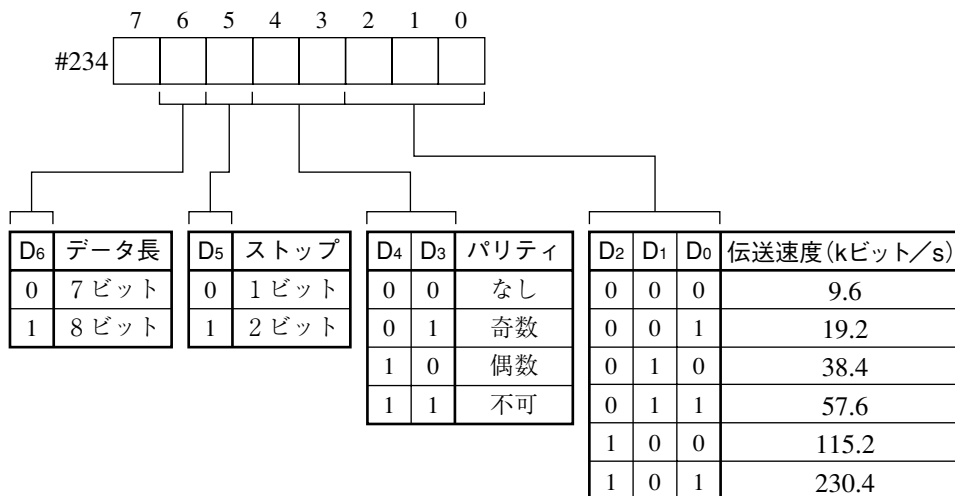 7 6 5 4 3 2 1 0
#234
D6 データ長
0 7ビット
1 8ビット
D5 ストップ
0 1ビット
1 2ビット
D4 D3 パリティ
0 0 なし
0 1 奇数
1 0 偶数
1 1 不可
D2 D1 D0 伝送速度(kビット/s)
0 0 0 9.6
0 0 1 19.2
0 1 0 38.4
0 1 1 57.6
1 0 0 115.2
1 0 1 230.4